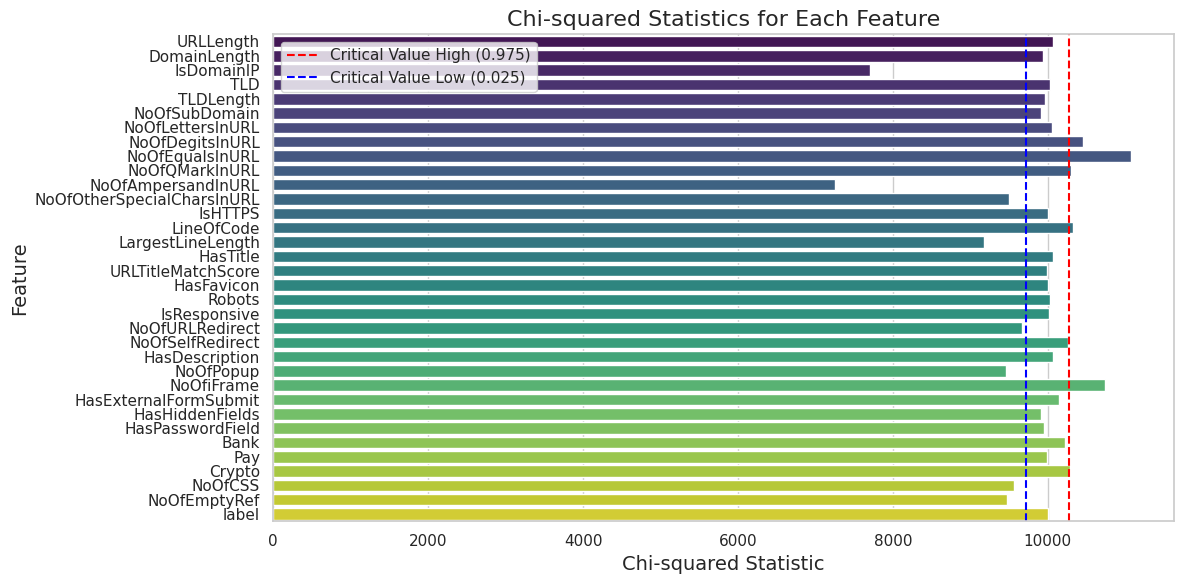 Chi-squared Statistics for Each Feature
Critical Value High (0.975)
Critical Value Low (0.025)
Feature
URLLength
DomainLength
IsDomainIP
TLD
TLDLength
NoOfSubDomain
NoOfLettersInURL
NoOfDegitsInURL
NoOfEqualsInURL
NoOfQMarkInURL
NoOfAmpersandInURL
NoOfOtherSpecialCharsInURL
IsHTTPS
LineOfCode
LargestLineLength
HasTitle
URLTitleMatchScore
HasFavicon
Robots
IsResponsive
NoOfURLRedirect
NoOfSelfRedirect
HasDescription
NoOfPopup
NoOfiFrame
HasExternalFormSubmit
HasHiddenFields
HasPasswordField
Bank
Pay
Crypto
NoOfCSS
NoOfEmptyRef
label
0 2000 4000 6000 8000 10000
Chi-squared Statistic